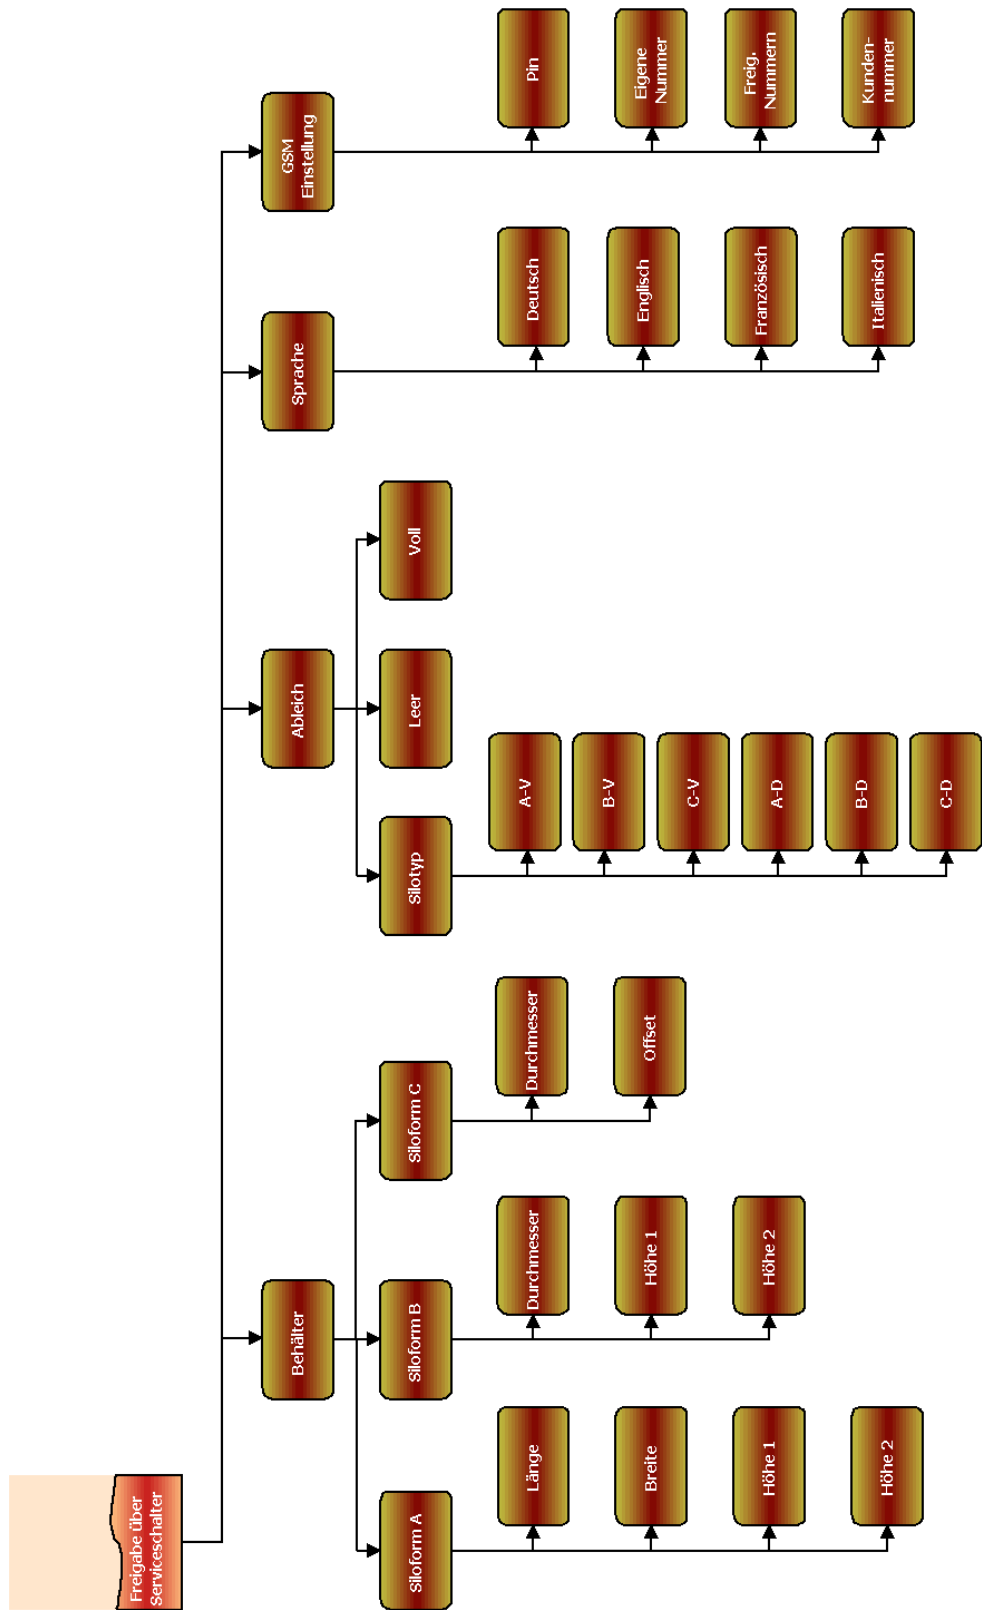 Freigabe über
Serviceschalter
Behälter
Siloform A
Länge
Breite
Höhe 1
Höhe 2
Siloform B
Durchmesser
Höhe 1
Höhe 2
Siloform C
Durchmesser
Offset
Ableich
Silotyp
A-V
B-V
C-V
A-D
B-D
C-D
Leer
Voll
Sprache
Deutsch
Englisch
Französisch
Italienisch
GSM
Einstellung
Pin
Eigene
Nummer
Freig.
Nummern
Kunden-
nummer